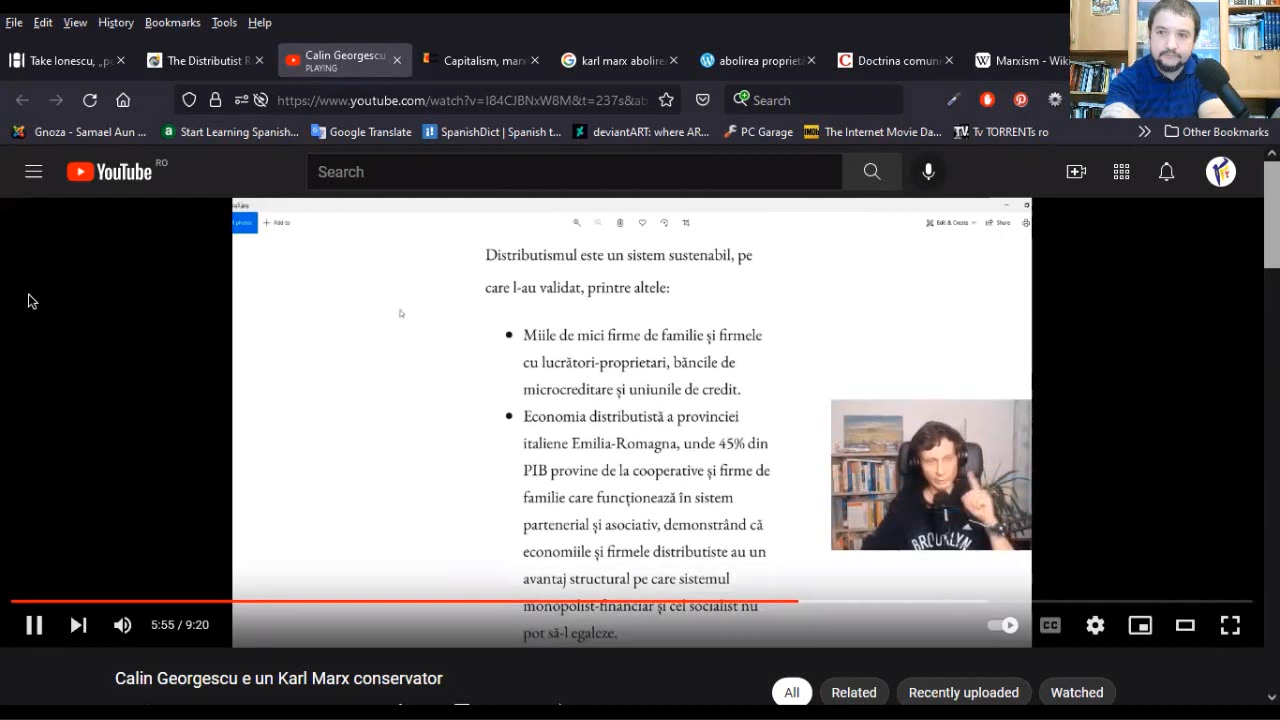 File Edit View History Bookmarks Tools Help
Take Ionescu, „pe
The Distributist R
Calin Georgescu
PLAYING
Capitalism, marx
karl marx abolire
abolirea propriet
Doctrina comuni
Marxism - Wik
https://www.youtube.com/watch?v=I84CJBNxW8M&t=237s&ab
Search
Gnoza - Samael Aun ...
Start Learning Spanish...
Google Translate
SpanishDict | Spanish t...
deviantART: where AR...
PC Garage
The Internet Movie Da...
Tv TORRENTs ro
Other Bookmarks
YouTube RO
Search
Add to
Edit & Create
Share
Distributismul este un sistem sustenabil, pe
care l-au validat, printre altele:
Miile de mici firme de familie și firmele
cu lucrători-proprietari, băncile de
microcreditare și uniunile de credit.
Economia distributistă a provinciei
italiene Emilia-Romagna, unde 45% din
PIB provine de la cooperative și firme de
familie care funcționează în sistem
partenerial și asociativ, demonstrând că
economiile și firmele distributiste au un
avantaj structural pe care sistemul
monopolist-financiar și cel socialist nu
pot să-l egaleze.
BROOKLYN
5:55 / 9:20
CC
Calin Georgescu e un Karl Marx conservator
All
Related
Recently uploaded
Watched